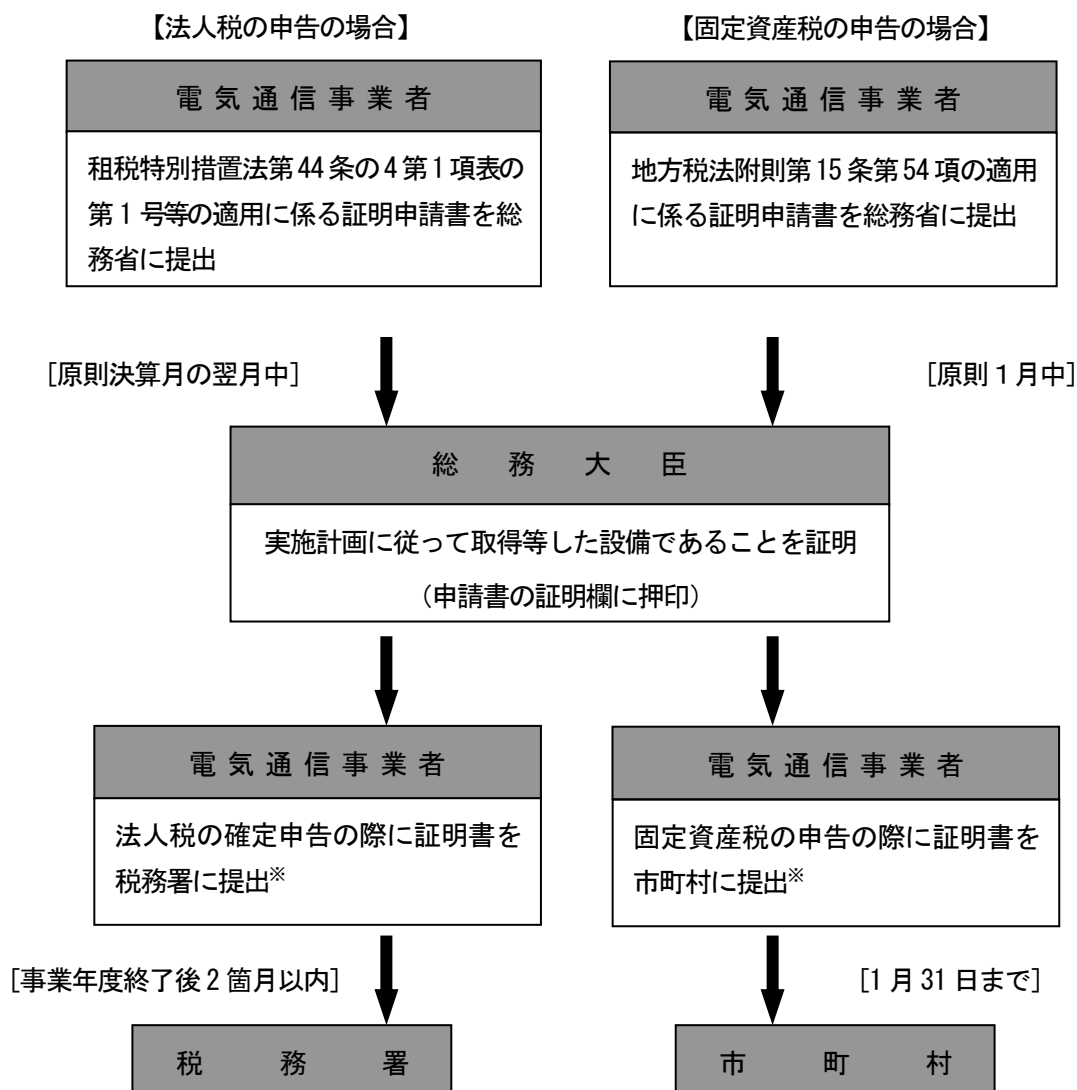 【法人税の申告の場合】
電気通信事業者
租税特別措置法第44条の4第1項表の
第1号等の適用に係る証明申請書を総
務省に提出
[原則決算月の翌月中]
【固定資産税の申告の場合】
電気通信事業者
地方税法附則第15条第54項の適用
に係る証明申請書を総務省に提出
[原則1月中]
総務大臣
実施計画に従って取得等した設備であることを証明
（申請書の証明欄に押印）
電気通信事業者
法人税の確定申告の際に証明書を
税務署に提出※
[事業年度終了後2箇月以内]
税務署
電気通信事業者
固定資産税の申告の際に証明書を
市町村に提出※
[1月31日まで]
市町村